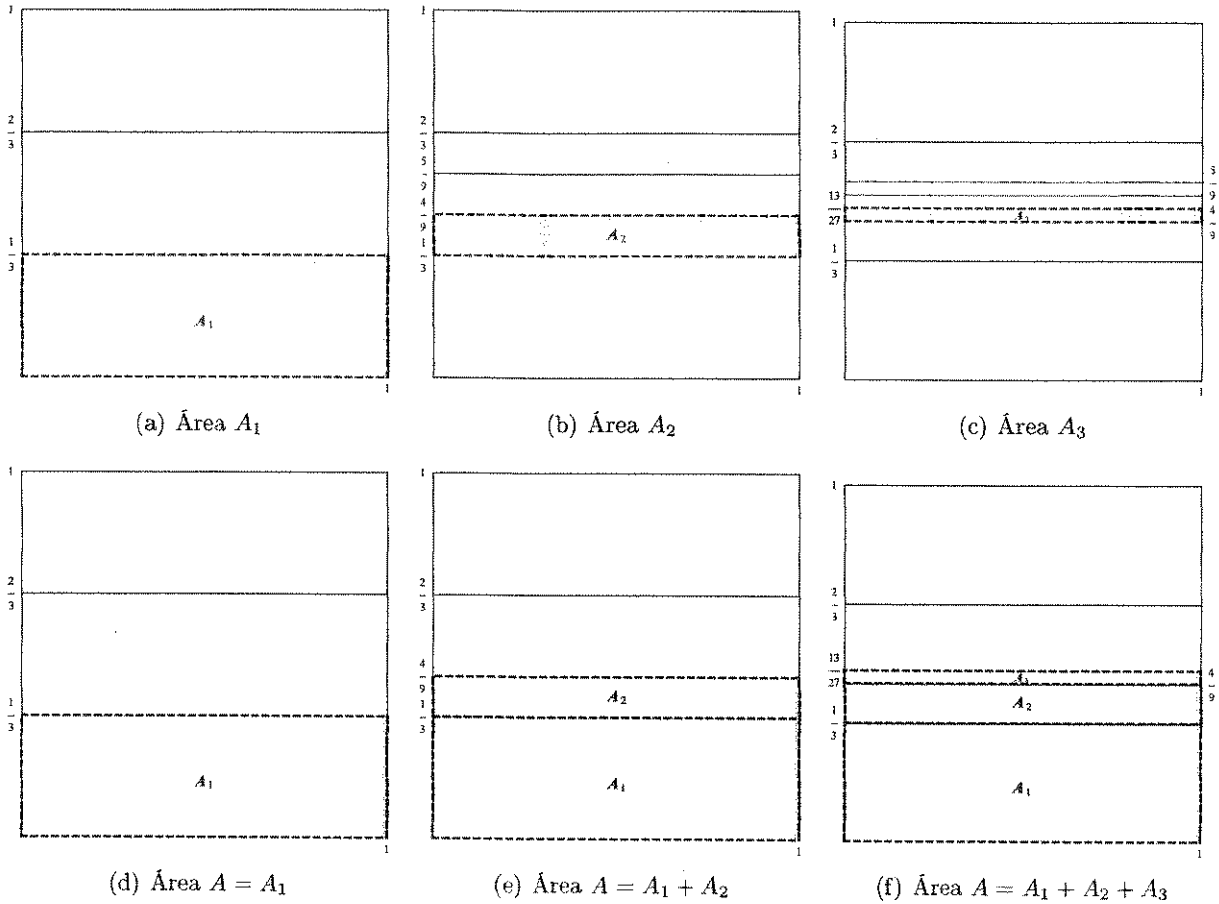 1 1 1
2 2 2
3 3 3
5 5
9 13 9
4 4
9 A₂ 27 A₃ 9
1 1 1
3 3 3
A₁
1 1 1
(a) Área A₁ (b) Área A₂ (c) Área A₃
1 1 1
2 2 2
3 3 3
4 13 A₃ 4
9 A₂ 27 A₂ 9
1 1 1
3 3 3
A₁ A₁ A₁
1 1 1
(d) Área A = A₁ (e) Área A = A₁ + A₂ (f) Área A = A₁ + A₂ + A₃